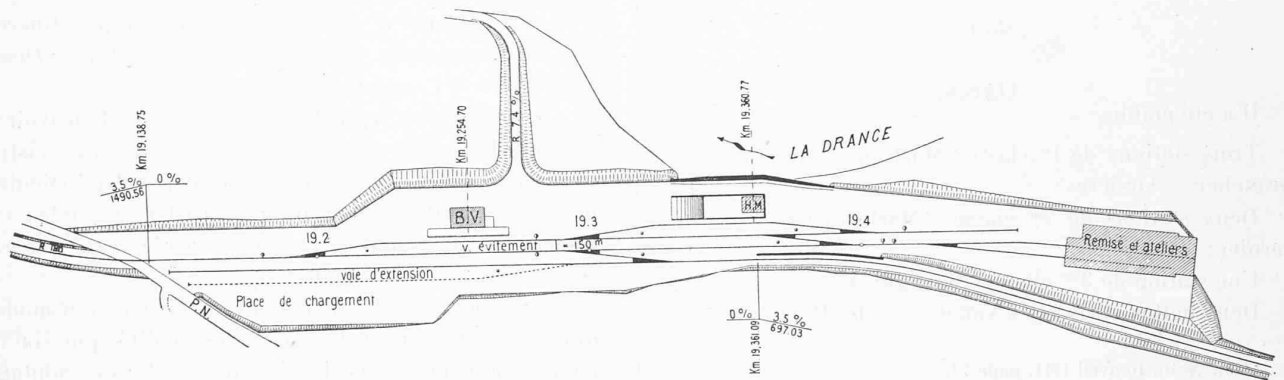 Km 19.138.75
3.5 %
1490.56
0 %
Km 19.254.70
R. 7.4 %
Km 19.360.77
LA DRANCE
B.V.
H.M.
19.2
19.3
19.4
v. évitement = 150 m
voie d'extension
Remise et ateliers
Place de chargement
P.N.
0 %
3.5 %
697.03
Km 19.361.09